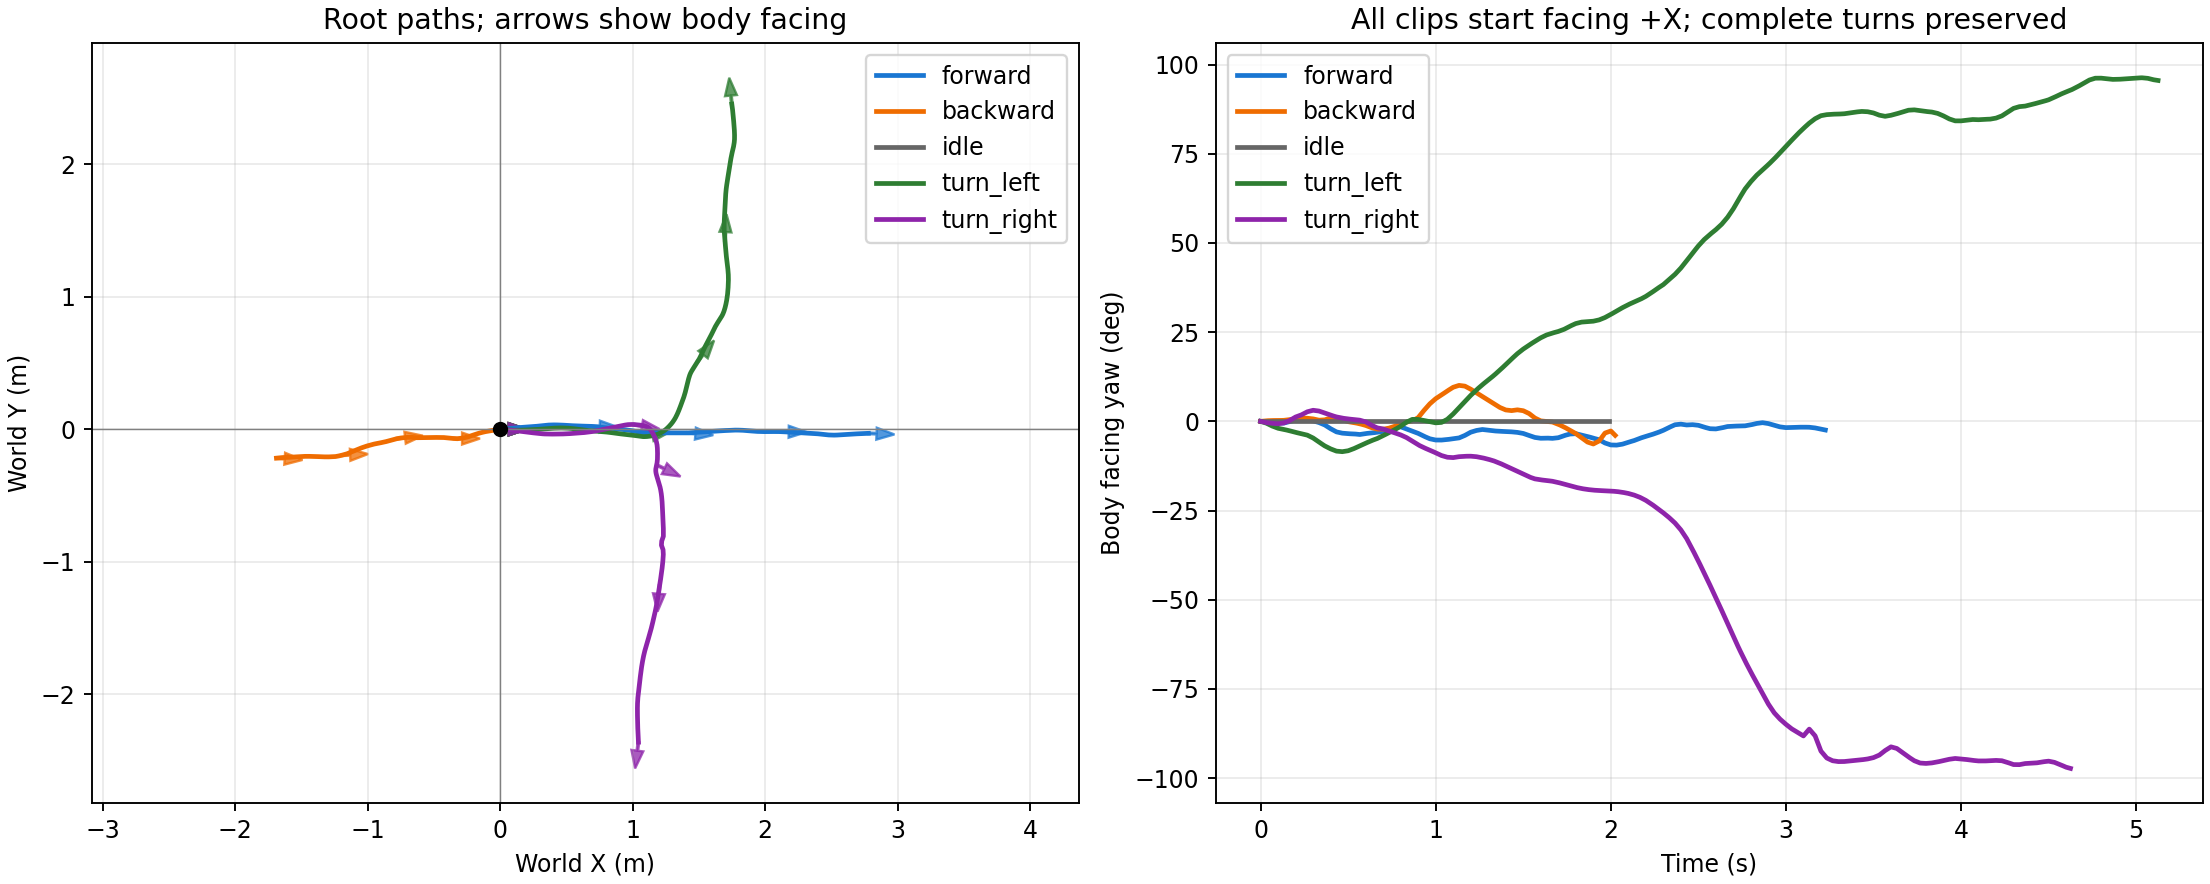 Root paths; arrows show body facing
forward
backward
idle
turn_left
turn_right
2
1
0
−1
−2
World Y (m)
−3
−2
−1
0
1
2
3
4
World X (m)
All clips start facing +X; complete turns preserved
forward
backward
idle
turn_left
turn_right
100
75
50
25
0
−25
−50
−75
−100
Body facing yaw (deg)
0
1
2
3
4
5
Time (s)